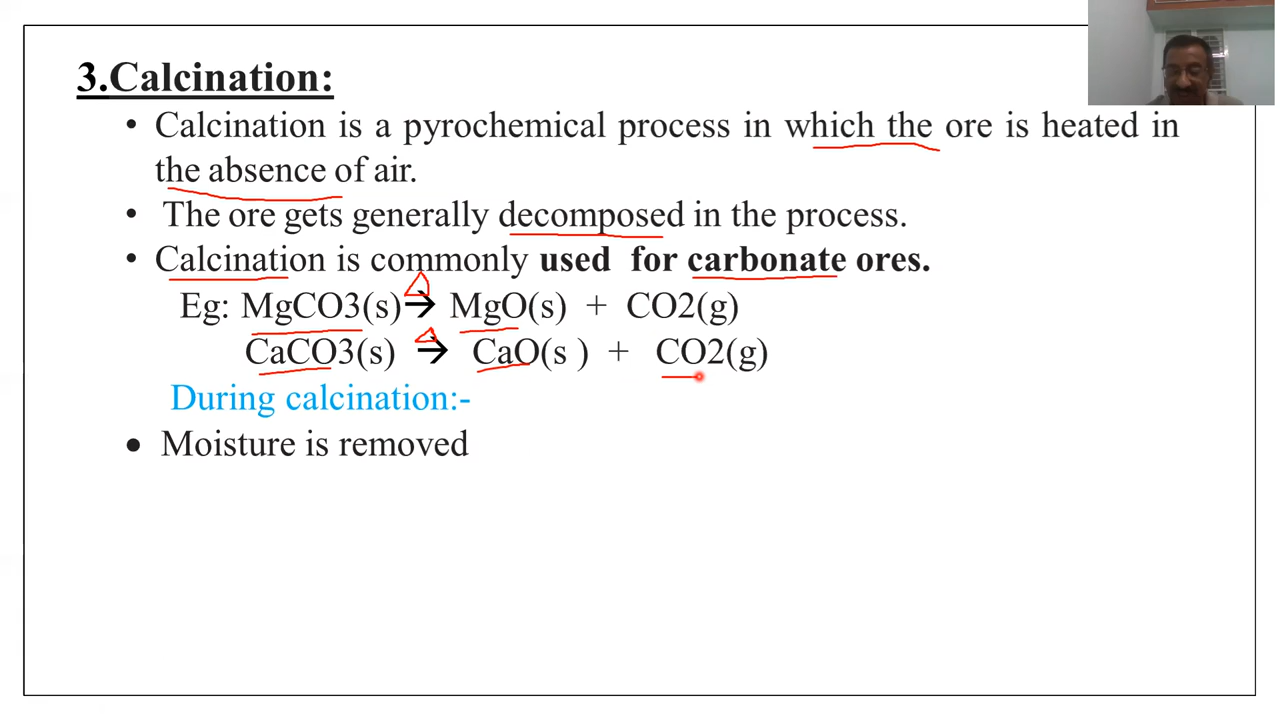 3.Calcination:
• Calcination is a pyrochemical process in which the ore is heated in
the absence of air.
• The ore gets generally decomposed in the process.
• Calcination is commonly used for carbonate ores.
Eg: MgCO3(s) → MgO(s) + CO2(g)
CaCO3(s) → CaO(s ) + CO2(g)
During calcination:-
• Moisture is removed